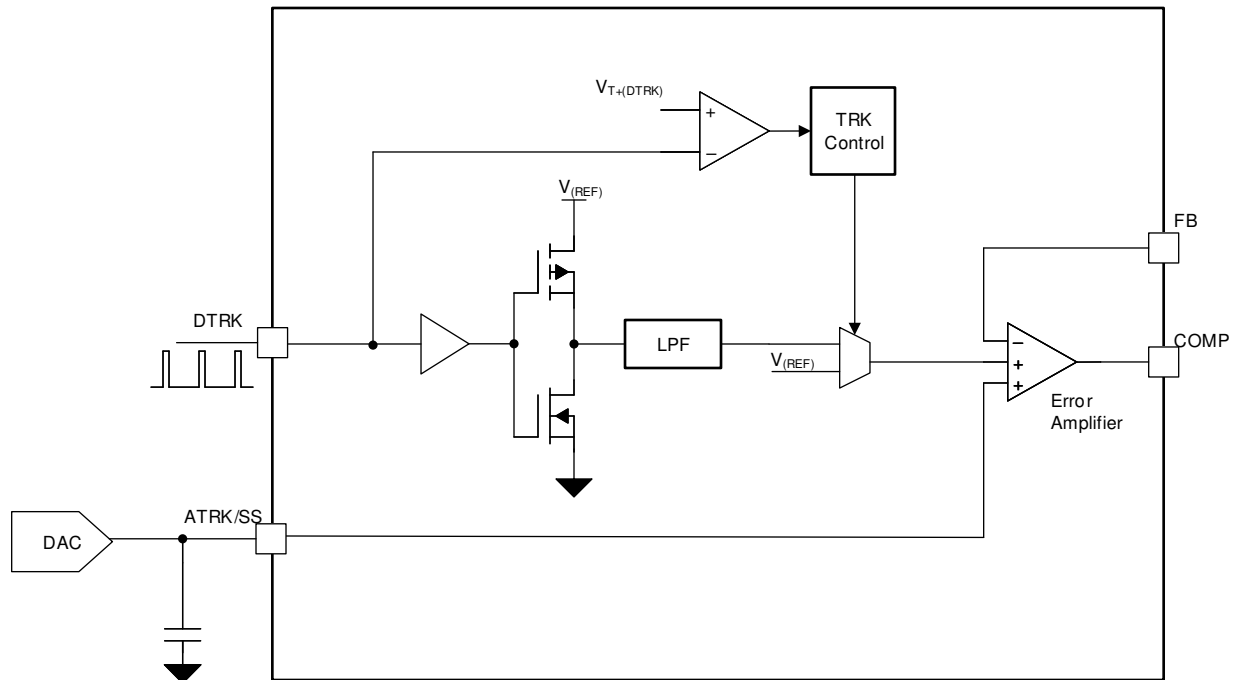 V_T+(DTRK)
+
−
TRK
Control
V_(REF)
FB
DTRK
LPF
V_(REF)
−
+
+
COMP
Error
Amplifier
ATRK/SS
DAC